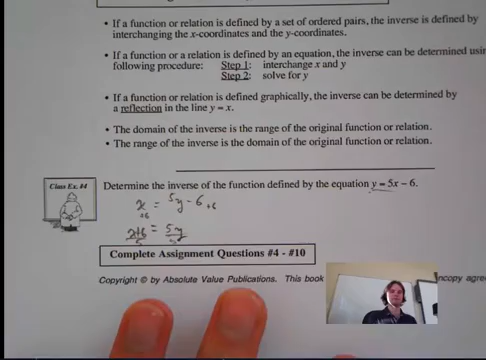 • If a function or relation is defined by a set of ordered pairs, the inverse is defined by
interchanging the x-coordinates and the y-coordinates.
• If a function or a relation is defined by an equation, the inverse can be determined usi
following procedure: Step 1: interchange x and y
Step 2: solve for y
• If a function or relation is defined graphically, the inverse can be determined by
a reflection in the line y = x.
• The domain of the inverse is the range of the original function or relation.
• The range of the inverse is the domain of the original function or relation.
Class Ex. #4
Determine the inverse of the function defined by the equation y = 5x − 6.
x = 5y - 6
+6 +6
x+6 = 5y
5 5
Complete Assignment Questions #4 - #10
Copyright © by Absolute Value Publications. This book
ncopy agre